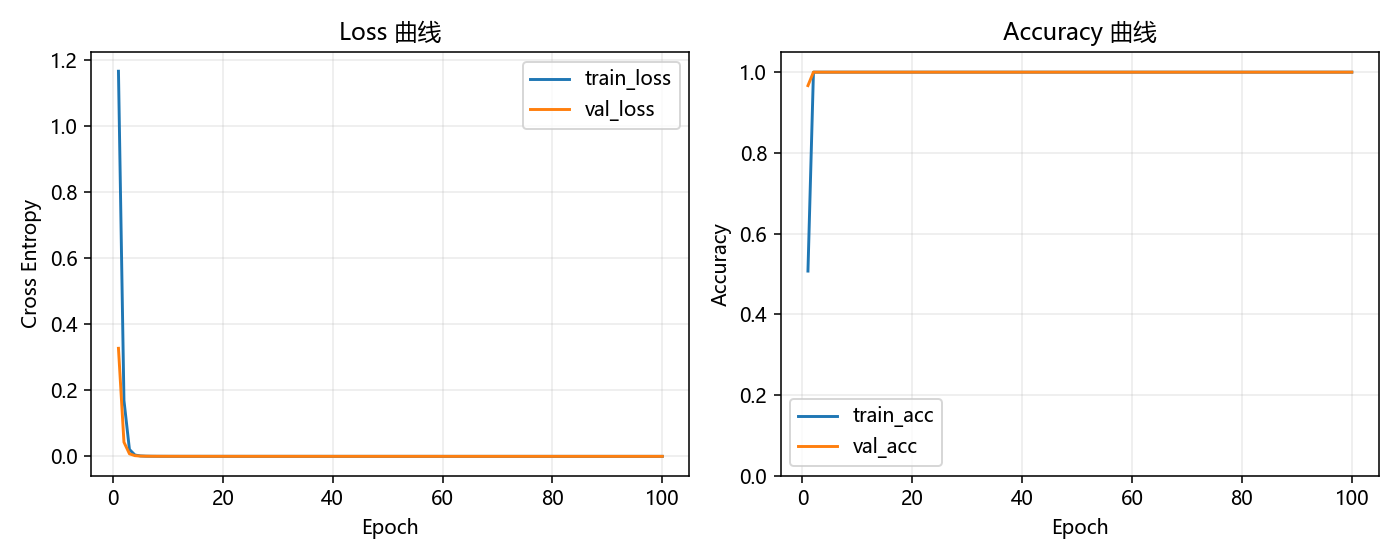 Loss 曲线
1.2
1.0
0.8
0.6
0.4
0.2
0.0
Cross Entropy
train_loss
val_loss
0 20 40 60 80 100
Epoch
Accuracy 曲线
1.0
0.8
0.6
0.4
0.2
0.0
Accuracy
train_acc
val_acc
0 20 40 60 80 100
Epoch